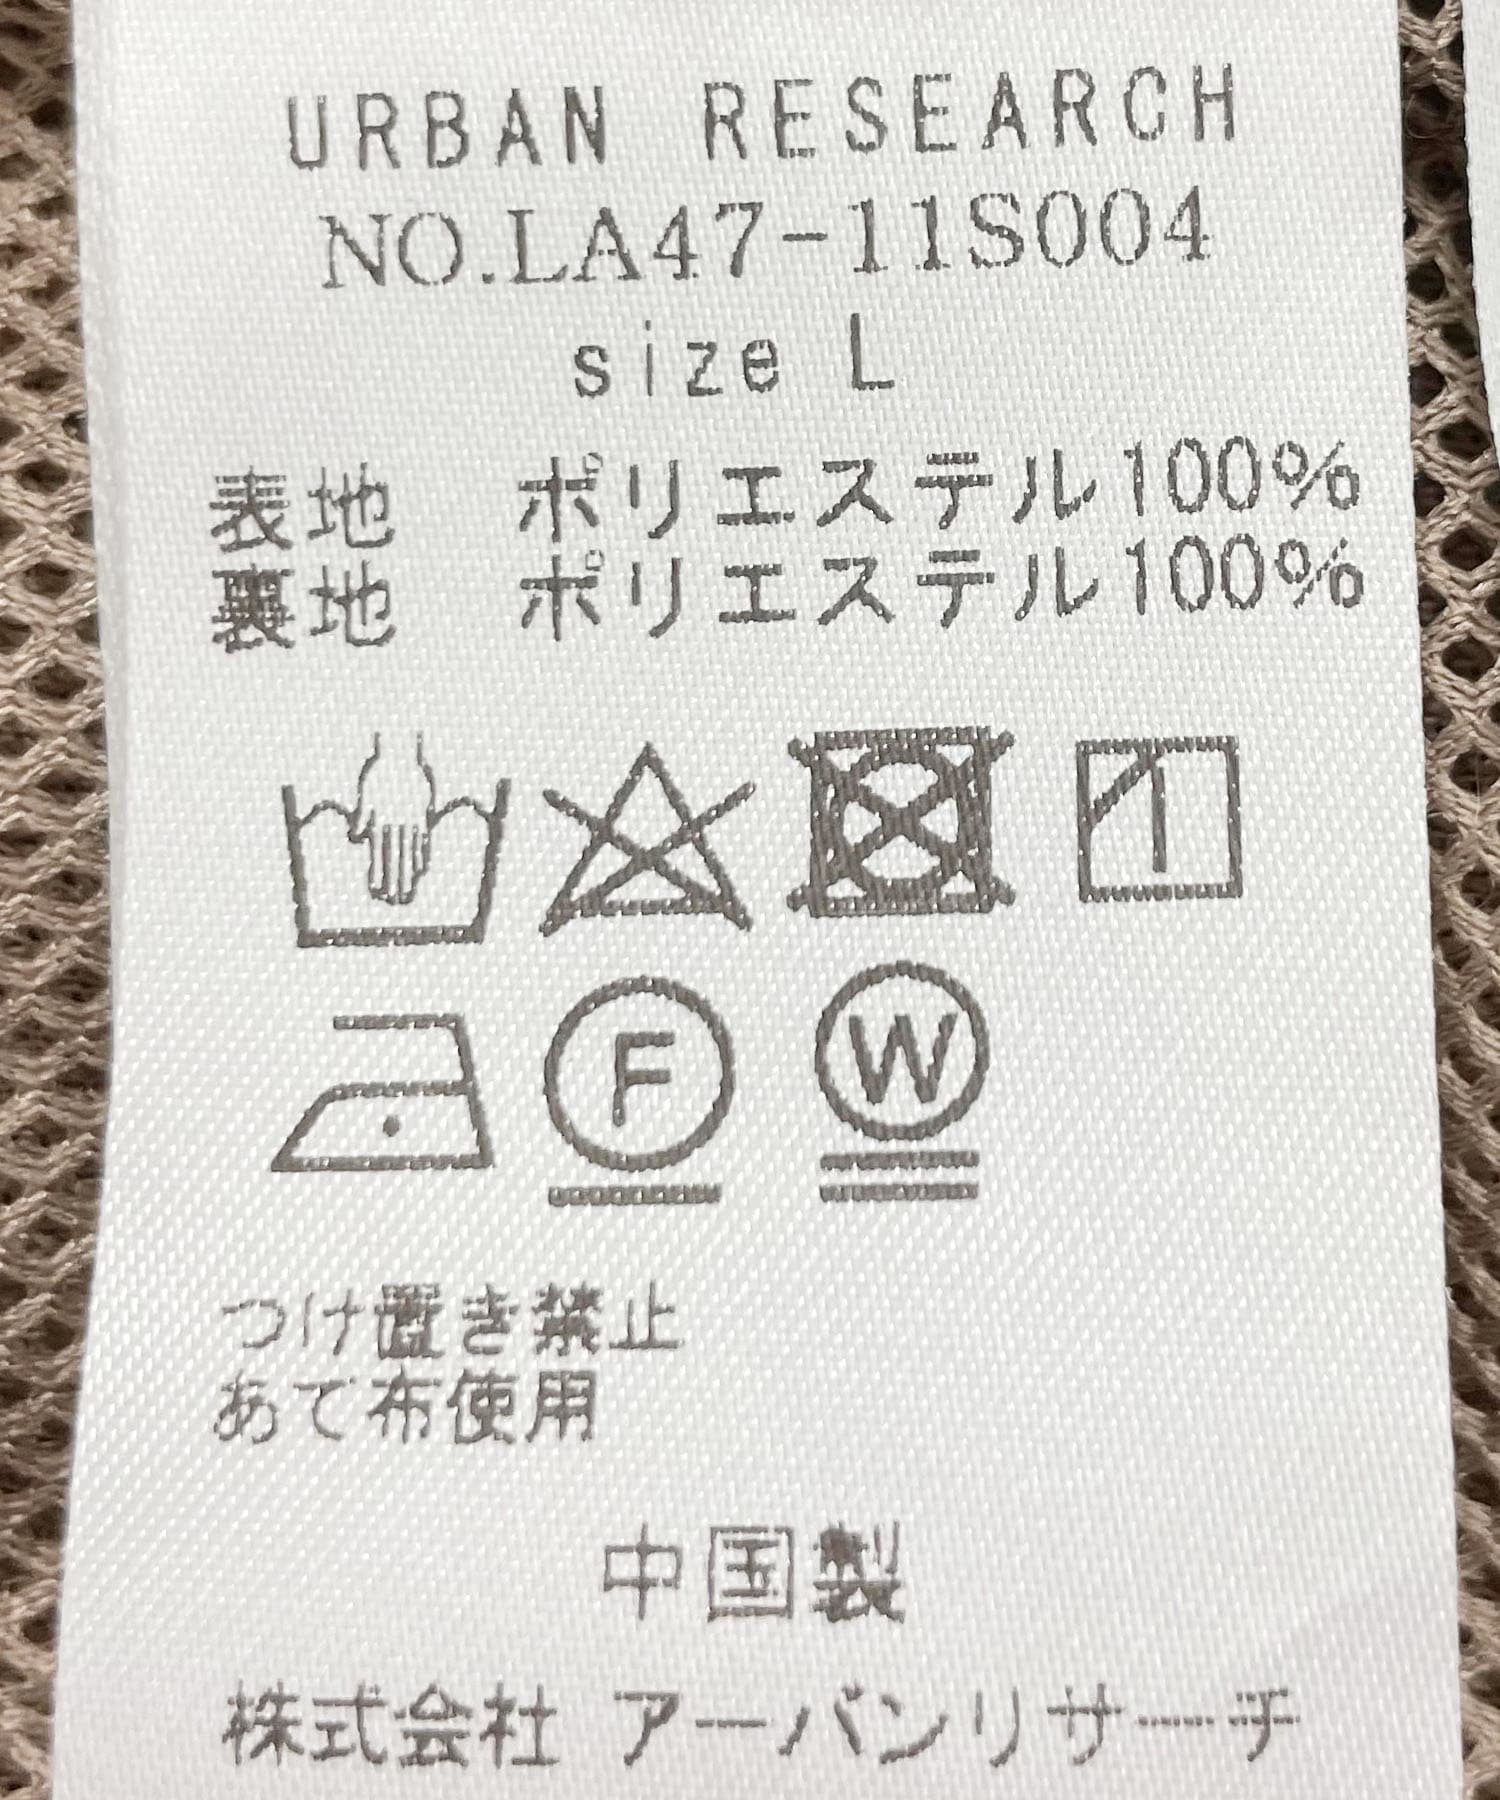 URBAN RESEARCH
NO.LA47-11S004
size L
表地 ポリエステル100%
裏地 ポリエステル100%
F W
つけ置き禁止
あて布使用
中国製
株式会社 アーバンリサーチ